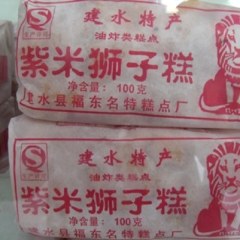 建水特产
油炸类糕点
紫米狮子糕
净含量：100克
建水县福东名特糕点厂
建水特产
油炸类糕点
紫米狮子糕
净含量：100克
建水县福东名特糕点厂